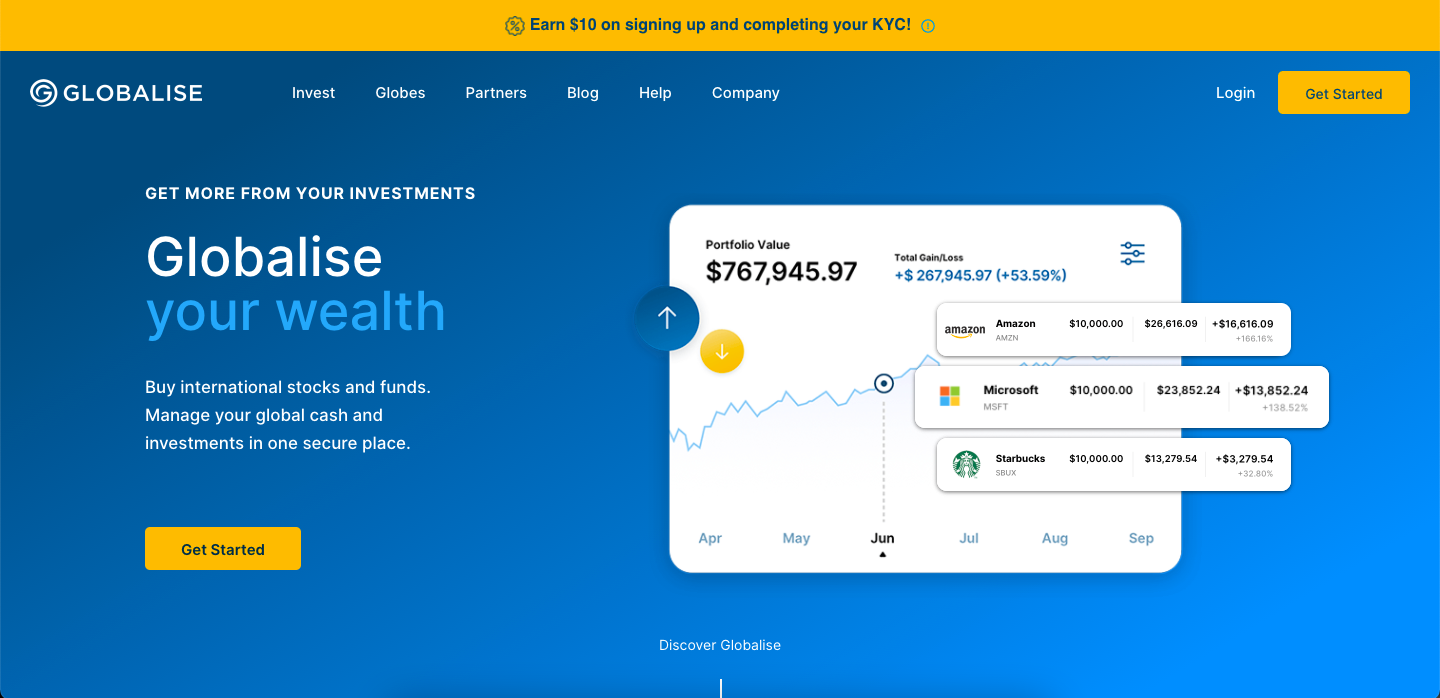 Earn $10 on signing up and completing your KYC!
GLOBALISE
Invest
Globes
Partners
Blog
Help
Company
Login
Get Started
GET MORE FROM YOUR INVESTMENTS
Globalise
your wealth
Buy international stocks and funds.
Manage your global cash and
investments in one secure place.
Get Started
Portfolio Value
$767,945.97
Total Gain/Loss
+$ 267,945.97 (+53.59%)
amazon
Amazon
AMZN
$10,000.00
$26,616.09
+$16,616.09
+166.16%
Microsoft
MSFT
$10,000.00
$23,852.24
+$13,852.24
+138.52%
Starbucks
SBUX
$10,000.00
$13,279.54
+$3,279.54
+32.80%
Apr
May
Jun
Jul
Aug
Sep
Discover Globalise